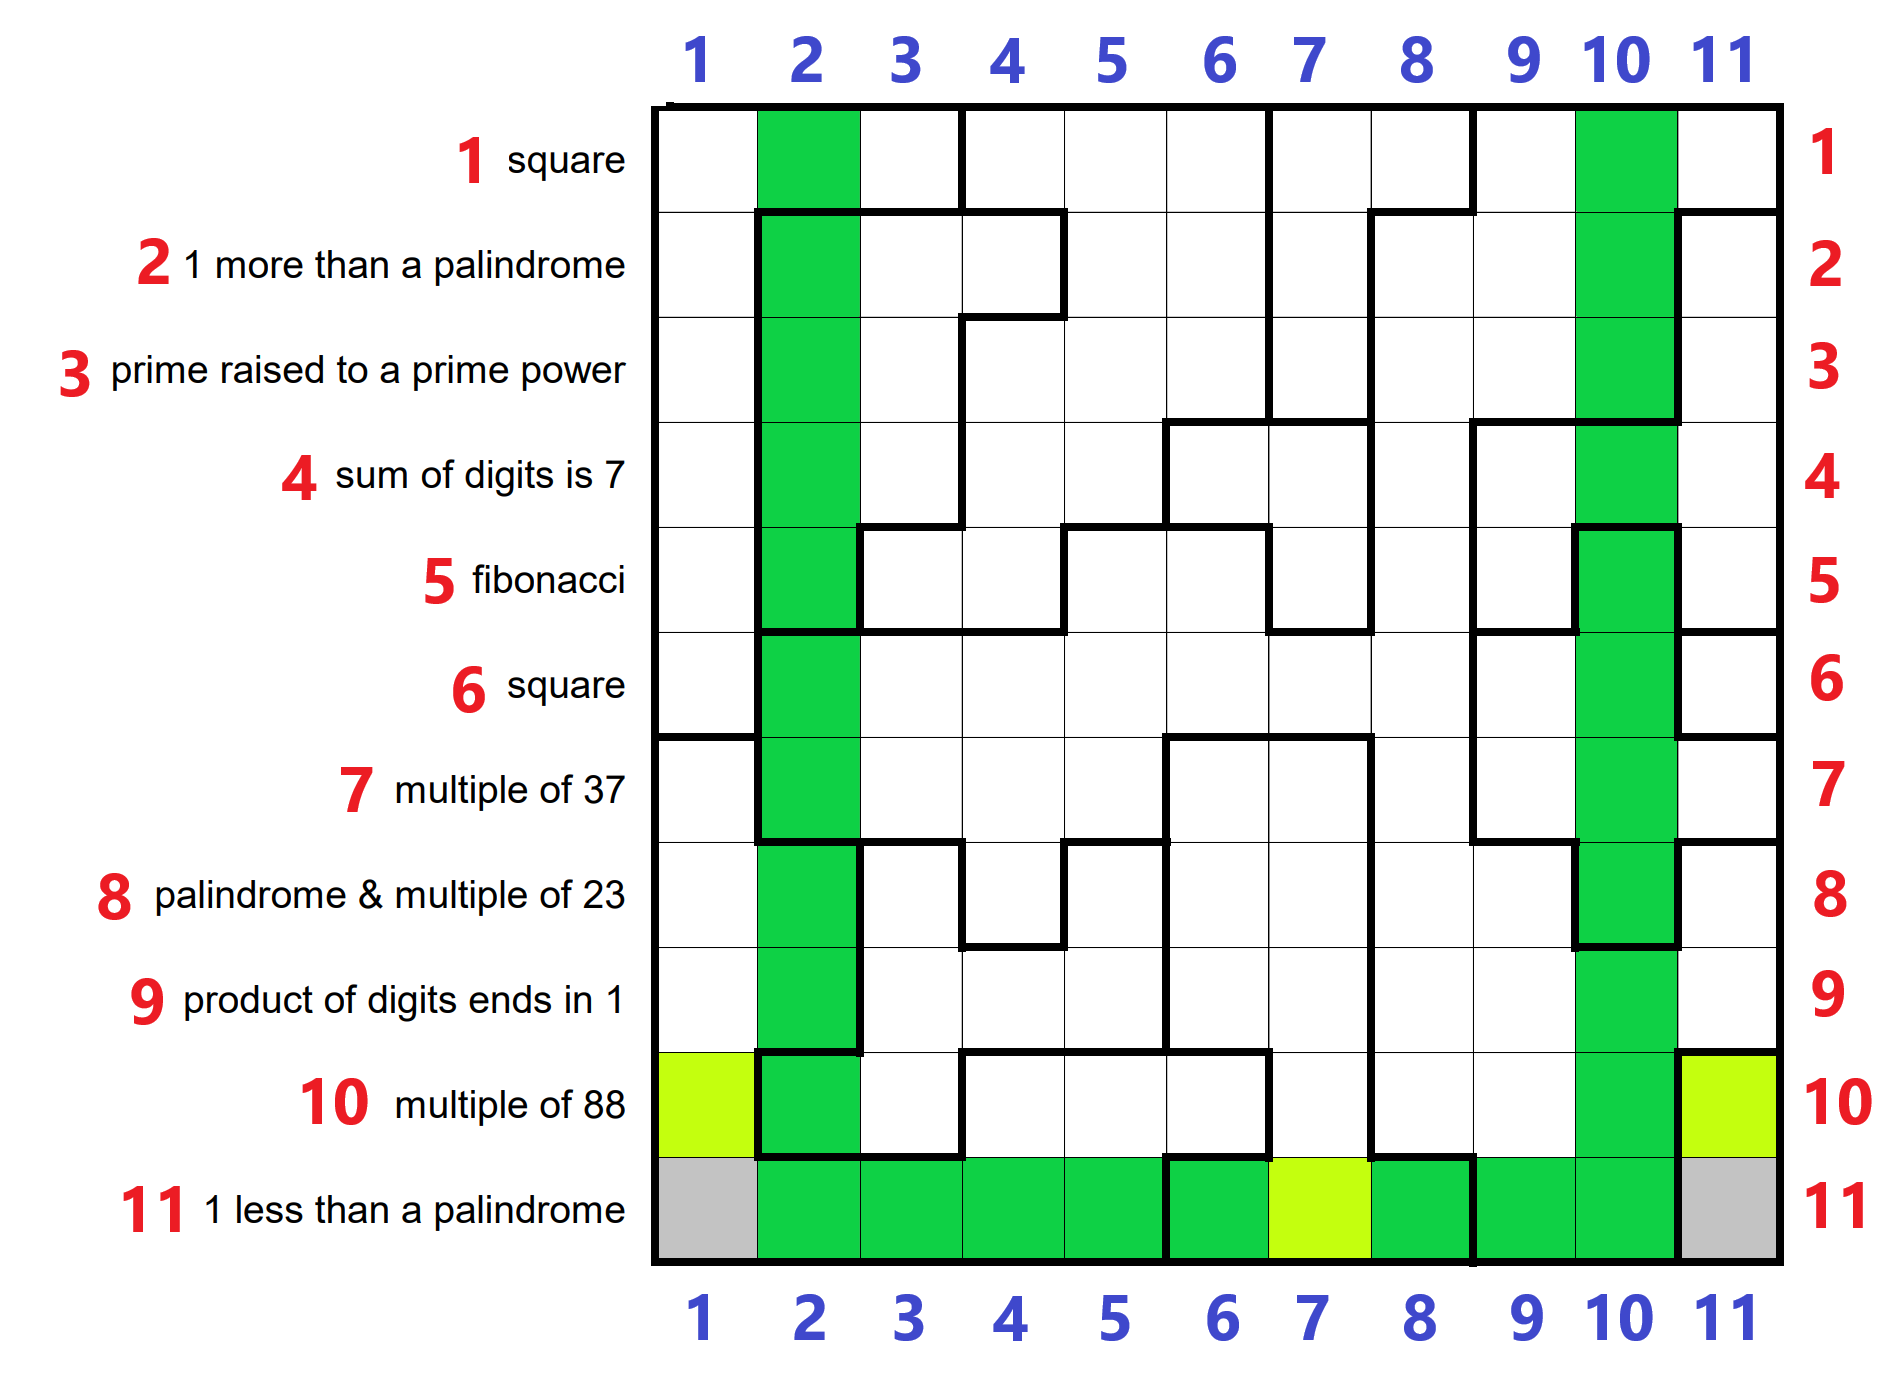 1 2 3 4 5 6 7 8 9 10 11
1 square 1
2 1 more than a palindrome 2
3 prime raised to a prime power 3
4 sum of digits is 7 4
5 fibonacci 5
6 square 6
7 multiple of 37 7
8 palindrome & multiple of 23 8
9 product of digits ends in 1 9
10 multiple of 88 10
11 1 less than a palindrome 11
1 2 3 4 5 6 7 8 9 10 11